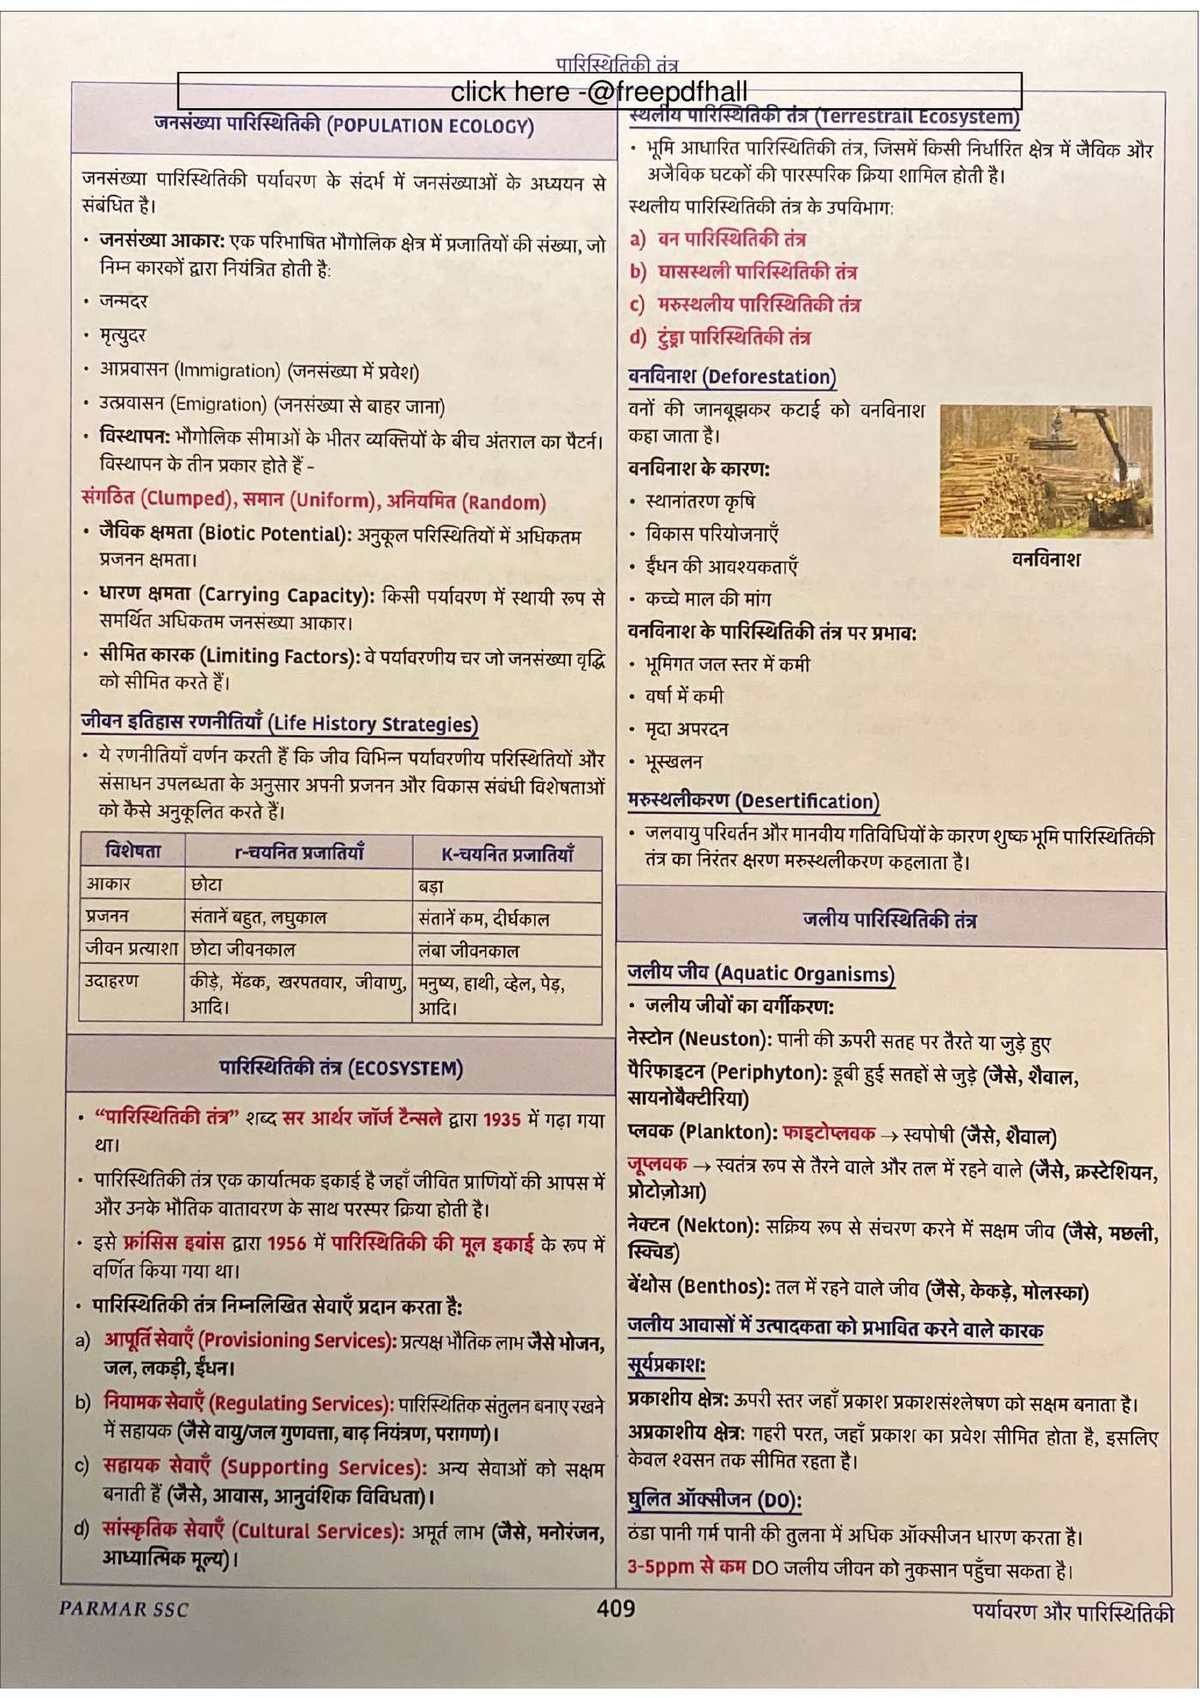 पारिस्थितिकी तंत्र
click here -@freepdfhall
जनसंख्या पारिस्थितिकी (POPULATION ECOLOGY)
जनसंख्या पारिस्थितिकी पर्यावरण के संदर्भ में जनसंख्याओं के अध्ययन से
संबंधित है।
• जनसंख्या आकार: एक परिभाषित भौगोलिक क्षेत्र में प्रजातियों की संख्या, जो
निम्न कारकों द्वारा नियंत्रित होती है:
• जन्मदर
• मृत्युदर
• आप्रवासन (Immigration) (जनसंख्या में प्रवेश)
• उत्प्रवासन (Emigration) (जनसंख्या से बाहर जाना)
• विस्थापन: भौगोलिक सीमाओं के भीतर व्यक्तियों के बीच अंतराल का पैटर्न।
विस्थापन के तीन प्रकार होते हैं -
संगठित (Clumped), समान (Uniform), अनियमित (Random)
• जैविक क्षमता (Biotic Potential): अनुकूल परिस्थितियों में अधिकतम
प्रजनन क्षमता।
• धारण क्षमता (Carrying Capacity): किसी पर्यावरण में स्थायी रूप से
समर्थित अधिकतम जनसंख्या आकार।
• सीमित कारक (Limiting Factors): वे पर्यावरणीय चर जो जनसंख्या वृद्धि
को सीमित करते हैं।
जीवन इतिहास रणनीतियाँ (Life History Strategies)
• ये रणनीतियाँ वर्णन करती हैं कि जीव विभिन्न पर्यावरणीय परिस्थितियों और
संसाधन उपलब्धता के अनुसार अपनी प्रजनन और विकास संबंधी विशेषताओं
को कैसे अनुकूलित करते हैं।
विशेषता r-चयनित प्रजातियाँ K-चयनित प्रजातियाँ
आकार छोटा बड़ा
प्रजनन संतानें बहुत, लघुकाल संतानें कम, दीर्घकाल
जीवन प्रत्याशा छोटा जीवनकाल लंबा जीवनकाल
उदाहरण कीड़े, मेंढक, खरपतवार, जीवाणु, मनुष्य, हाथी, व्हेल, पेड़,
आदि। आदि।
पारिस्थितिकी तंत्र (ECOSYSTEM)
• “पारिस्थितिकी तंत्र” शब्द सर आर्थर जॉर्ज टैन्सले द्वारा 1935 में गढ़ा गया
था।
• पारिस्थितिकी तंत्र एक कार्यात्मक इकाई है जहाँ जीवित प्राणियों की आपस में
और उनके भौतिक वातावरण के साथ परस्पर क्रिया होती है।
• इसे फ्रांसिस इवांस द्वारा 1956 में पारिस्थितिकी की मूल इकाई के रूप में
वर्णित किया गया था।
• पारिस्थितिकी तंत्र निम्नलिखित सेवाएँ प्रदान करता है:
a) आपूर्ति सेवाएँ (Provisioning Services): प्रत्यक्ष भौतिक लाभ जैसे भोजन,
जल, लकड़ी, ईंधन।
b) नियामक सेवाएँ (Regulating Services): पारिस्थितिक संतुलन बनाए रखने
में सहायक (जैसे वायु/जल गुणवत्ता, बाढ़ नियंत्रण, परागण)।
c) सहायक सेवाएँ (Supporting Services): अन्य सेवाओं को सक्षम
बनाती हैं (जैसे, आवास, आनुवंशिक विविधता)।
d) सांस्कृतिक सेवाएँ (Cultural Services): अमूर्त लाभ (जैसे, मनोरंजन,
आध्यात्मिक मूल्य)।
स्थलीय पारिस्थितिकी तंत्र (Terrestrail Ecosystem)
• भूमि आधारित पारिस्थितिकी तंत्र, जिसमें किसी निर्धारित क्षेत्र में जैविक और
अजैविक घटकों की पारस्परिक क्रिया शामिल होती है।
स्थलीय पारिस्थितिकी तंत्र के उपविभाग:
a) वन पारिस्थितिकी तंत्र
b) घासस्थली पारिस्थितिकी तंत्र
c) मरुस्थलीय पारिस्थितिकी तंत्र
d) टुंड्रा पारिस्थितिकी तंत्र
वनविनाश (Deforestation)
वनों की जानबूझकर कटाई को वनविनाश
कहा जाता है।
वनविनाश के कारण:
• स्थानांतरण कृषि
• विकास परियोजनाएँ
• ईंधन की आवश्यकताएँ
• कच्चे माल की मांग
वनविनाश
वनविनाश के पारिस्थितिकी तंत्र पर प्रभाव:
• भूमिगत जल स्तर में कमी
• वर्षा में कमी
• मृदा अपरदन
• भूस्खलन
मरुस्थलीकरण (Desertification)
• जलवायु परिवर्तन और मानवीय गतिविधियों के कारण शुष्क भूमि पारिस्थितिकी
तंत्र का निरंतर क्षरण मरुस्थलीकरण कहलाता है।
जलीय पारिस्थितिकी तंत्र
जलीय जीव (Aquatic Organisms)
• जलीय जीवों का वर्गीकरण:
नेस्टोन (Neuston): पानी की ऊपरी सतह पर तैरते या जुड़े हुए
पैरिफाइटन (Periphyton): डूबी हुई सतहों से जुड़े (जैसे, शैवाल,
सायनोबैक्टीरिया)
प्लवक (Plankton): फाइटोप्लवक → स्वपोषी (जैसे, शैवाल)
जूप्लवक → स्वतंत्र रूप से तैरने वाले और तल में रहने वाले (जैसे, क्रस्टेशियन,
प्रोटोज़ोआ)
नेक्टन (Nekton): सक्रिय रूप से संचरण करने में सक्षम जीव (जैसे, मछली,
स्क्विड)
बेंथोस (Benthos): तल में रहने वाले जीव (जैसे, केकड़े, मोलस्का)
जलीय आवासों में उत्पादकता को प्रभावित करने वाले कारक
सूर्यप्रकाश:
प्रकाशीय क्षेत्र: ऊपरी स्तर जहाँ प्रकाश प्रकाशसंश्लेषण को सक्षम बनाता है।
अप्रकाशीय क्षेत्र: गहरी परत, जहाँ प्रकाश का प्रवेश सीमित होता है, इसलिए
केवल श्वसन तक सीमित रहता है।
घुलित ऑक्सीजन (DO):
ठंडा पानी गर्म पानी की तुलना में अधिक ऑक्सीजन धारण करता है।
3-5ppm से कम DO जलीय जीवन को नुकसान पहुँचा सकता है।
PARMAR SSC
409
पर्यावरण और पारिस्थितिकी